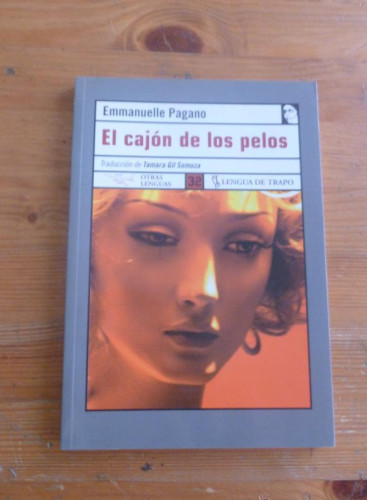 Emmanuelle Pagano
El cajón de los pelos
Traducción de Tamara Gil Somoza
OTRAS
LENGUAS
32
LENGUA DE TRAPO